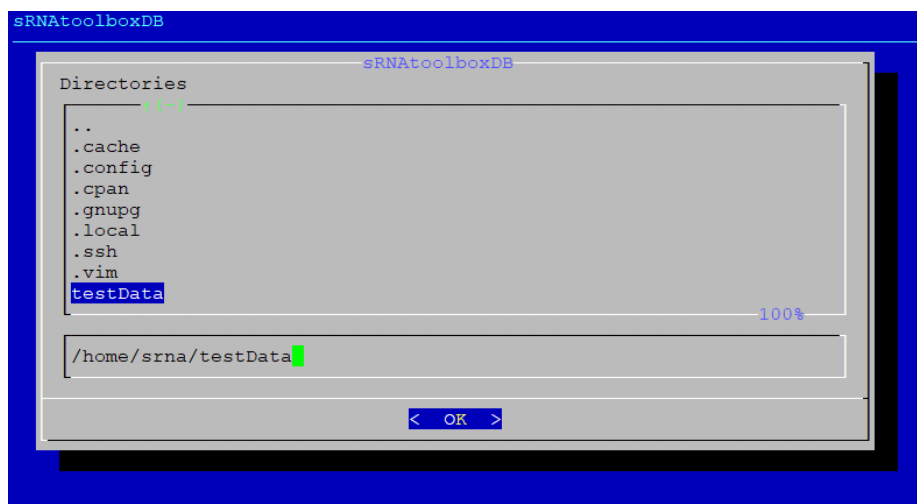 sRNAtoolboxDB
sRNAtoolboxDB
Directories
↑(-)
..
.cache
.config
.cpan
.gnupg
.local
.ssh
.vim
testData
100%
/home/srna/testData
< OK >